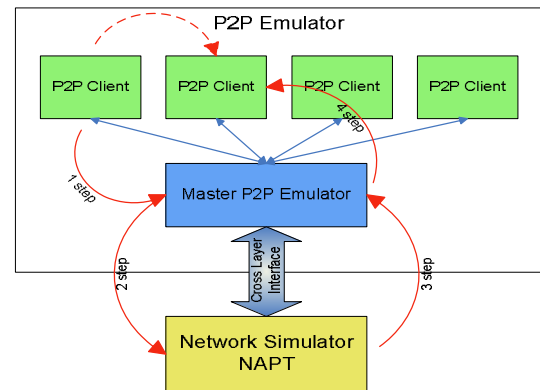 P2P Emulator
P2P Client
P2P Client
P2P Client
P2P Client
4 step
1 step
Master P2P Emulator
2 step
Cross Layer
Interface
3 step
Network Simulator
NAPT